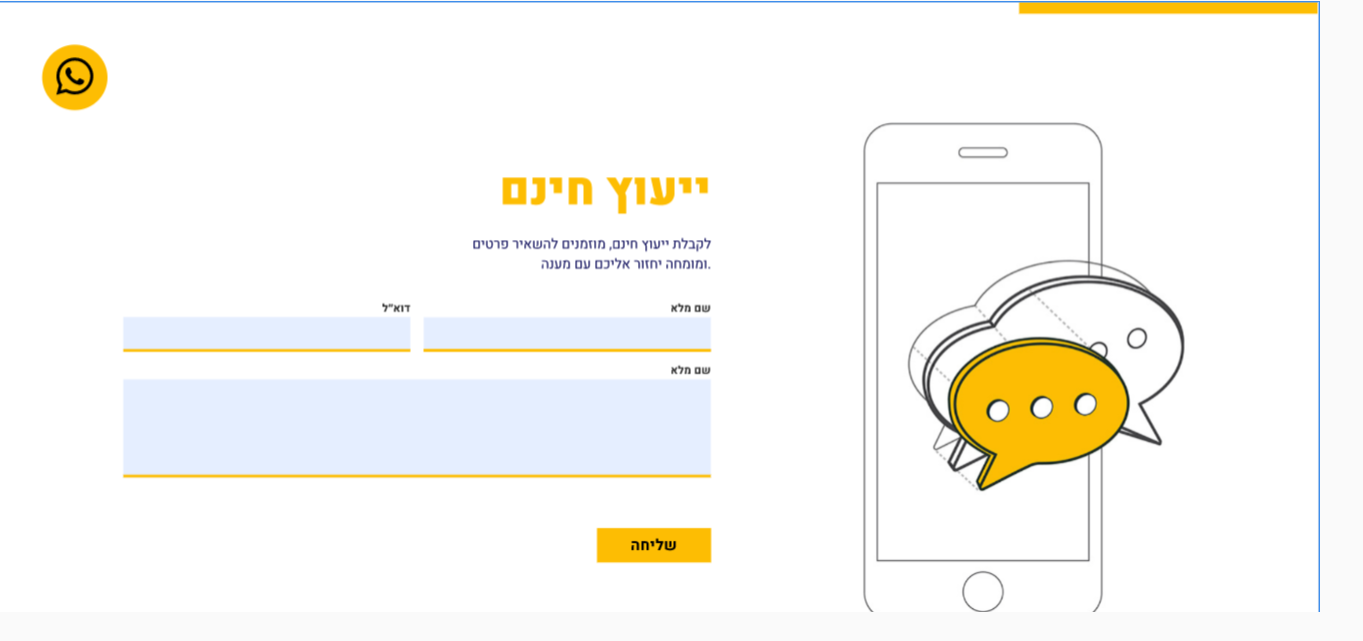 ייעוץ חינם
לקבלת ייעוץ חינם, מוזמנים להשאיר פרטים
.ומומחה יחזור אליכם עם מענה
שם מלא
דוא״ל
שם מלא
שליחה